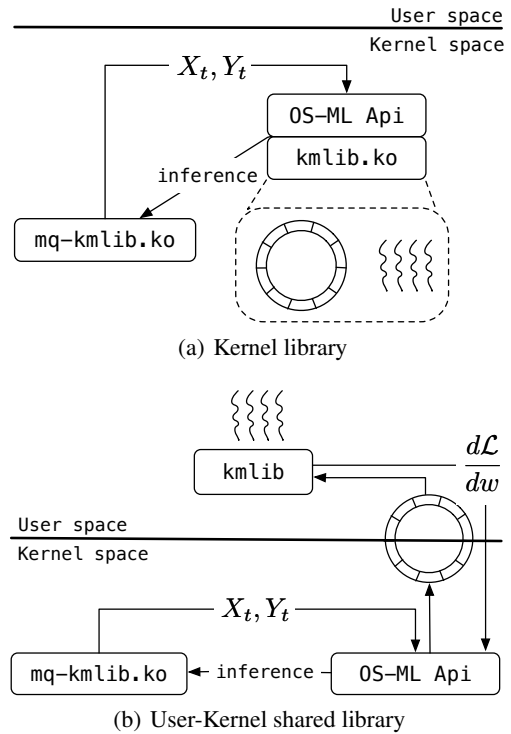 User space
Kernel space
X_t, Y_t
OS-ML Api
kmlib.ko
inference
mq-kmlib.ko
(a) Kernel library
kmlib
dℒ
dw
User space
Kernel space
X_t, Y_t
mq-kmlib.ko
inference
OS-ML Api
(b) User-Kernel shared library